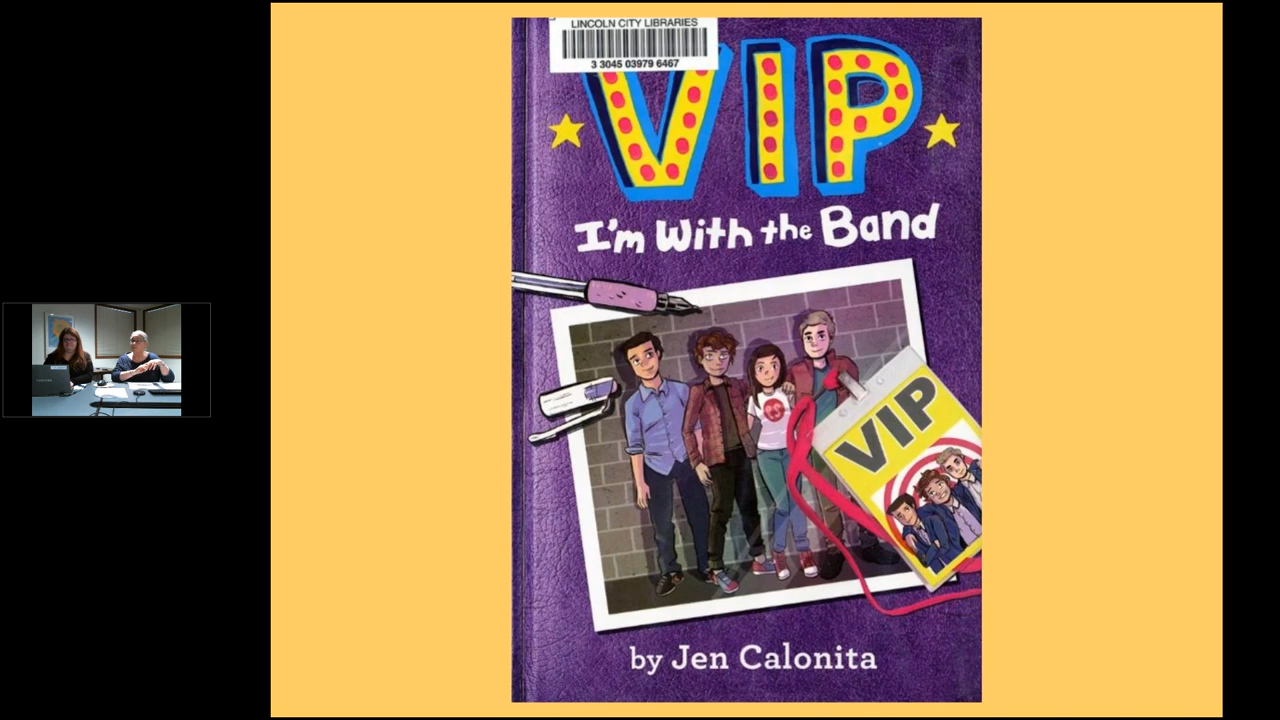 LINCOLN CITY LIBRARIES
3 3045 03979 6467
VIP
I'm With the Band
VIP
by Jen Calonita